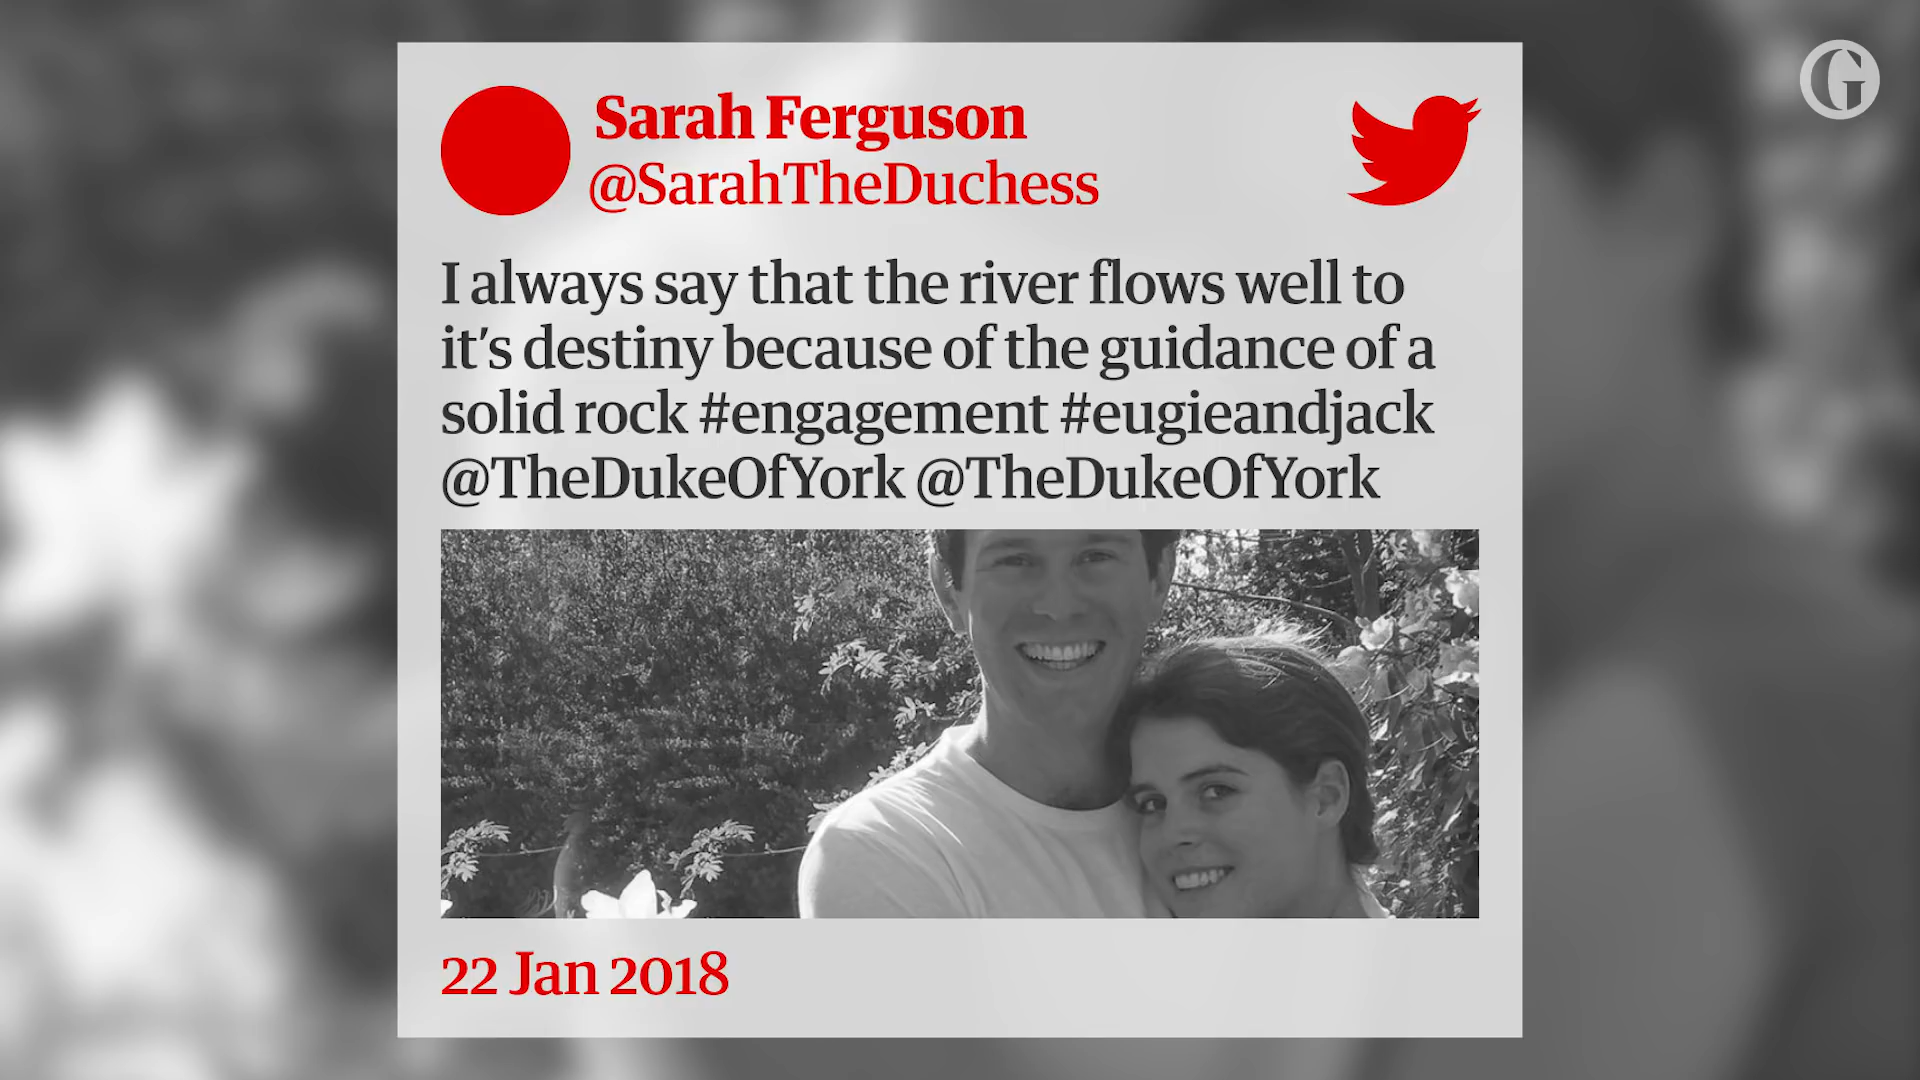 Sarah Ferguson
@SarahTheDuchess
I always say that the river flows well to
it’s destiny because of the guidance of a
solid rock #engagement #eugieandjack
@TheDukeOfYork @TheDukeOfYork
22 Jan 2018
G